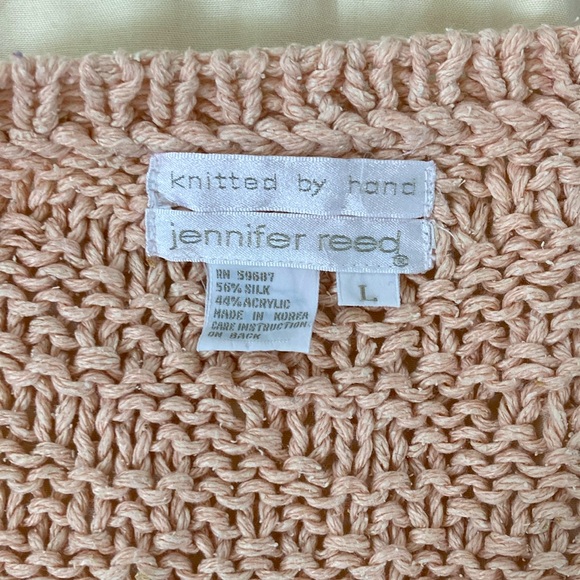 knitted by hand
jennifer reed®
RN 59687
56% SILK
44% ACRYLIC
MADE IN KOREA
CARE INSTRUCTION
ON BACK
L